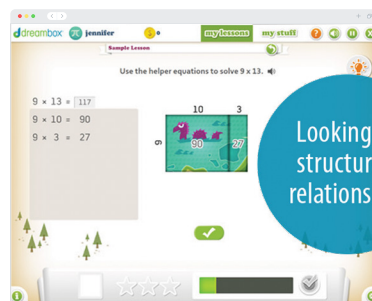 dreambox jennifer 0 my lessons my stuff
Sample Lesson
Use the helper equations to solve 9 x 13.
9 × 13 = 117
9 × 10 = 90
9 × 3 = 27
10 3
9
90 27
Looking
structur
relations